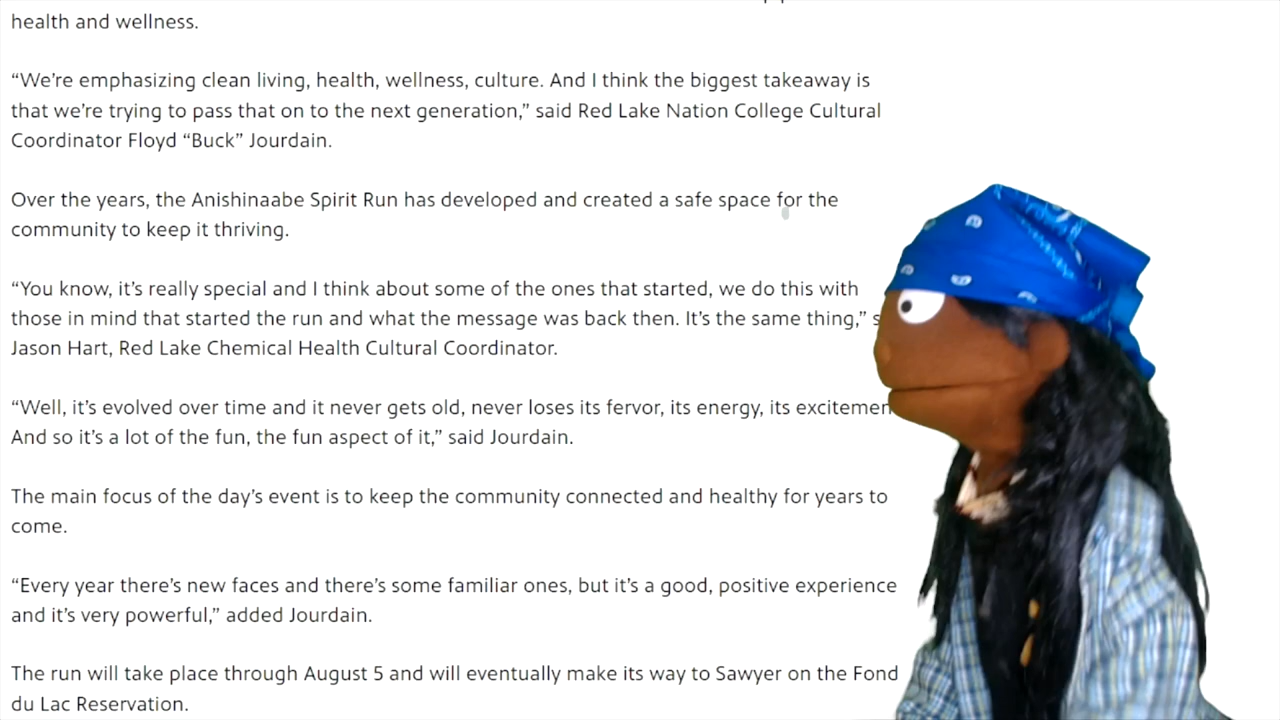 health and wellness.
“We’re emphasizing clean living, health, wellness, culture. And I think the biggest takeaway is
that we’re trying to pass that on to the next generation,” said Red Lake Nation College Cultural
Coordinator Floyd “Buck” Jourdain.
Over the years, the Anishinaabe Spirit Run has developed and created a safe space for the
community to keep it thriving.
“You know, it’s really special and I think about some of the ones that started, we do this with
those in mind that started the run and what the message was back then. It’s the same thing,”
Jason Hart, Red Lake Chemical Health Cultural Coordinator.
“Well, it’s evolved over time and it never gets old, never loses its fervor, its energy, its
And so it’s a lot of the fun, the fun aspect of it,” said Jourdain.
The main focus of the day’s event is to keep the community connected and healthy for years to
come.
“Every year there’s new faces and there’s some familiar ones, but it’s a good, positive experience
and it’s very powerful,” added Jourdain.
The run will take place through August 5 and will eventually make its way to Sawyer on the Fond
du Lac Reservation.